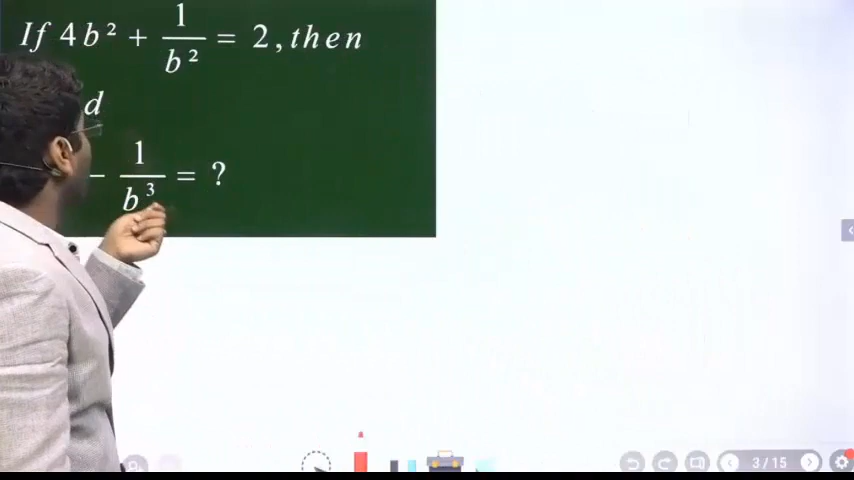 If 4b² + 1/b² = 2, then
d
− 1/b³ = ?
3 / 15